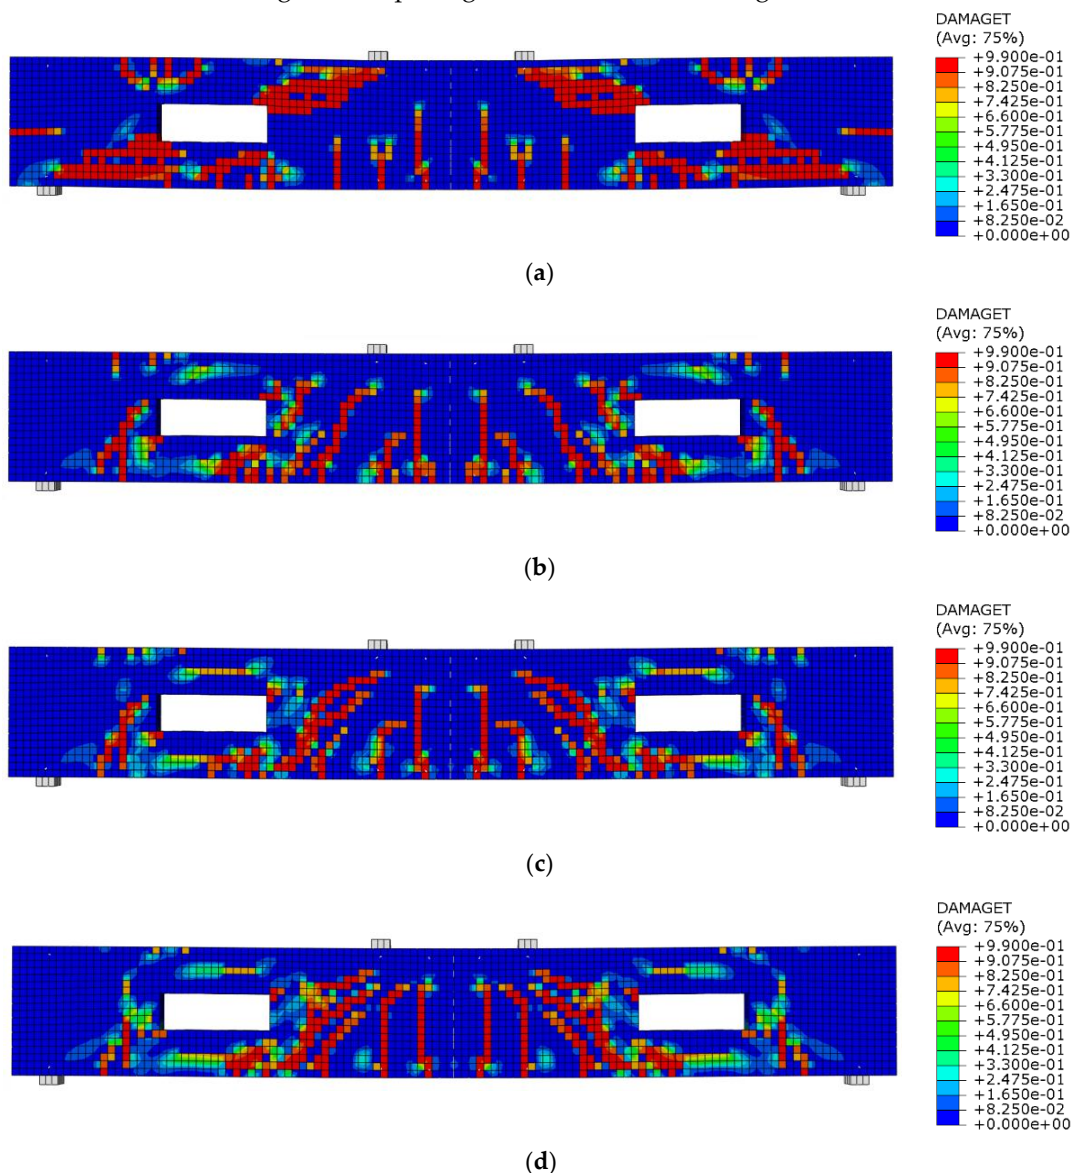 DAMAGET
(Avg: 75%)
+9.900e-01
+9.075e-01
+8.250e-01
+7.425e-01
+6.600e-01
+5.775e-01
+4.950e-01
+4.125e-01
+3.300e-01
+2.475e-01
+1.650e-01
+8.250e-02
+0.000e+00
(a)
DAMAGET
(Avg: 75%)
+9.900e-01
+9.075e-01
+8.250e-01
+7.425e-01
+6.600e-01
+5.775e-01
+4.950e-01
+4.125e-01
+3.300e-01
+2.475e-01
+1.650e-01
+8.250e-02
+0.000e+00
(b)
DAMAGET
(Avg: 75%)
+9.900e-01
+9.075e-01
+8.250e-01
+7.425e-01
+6.600e-01
+5.775e-01
+4.950e-01
+4.125e-01
+3.300e-01
+2.475e-01
+1.650e-01
+8.250e-02
+0.000e+00
(c)
DAMAGET
(Avg: 75%)
+9.900e-01
+9.075e-01
+8.250e-01
+7.425e-01
+6.600e-01
+5.775e-01
+4.950e-01
+4.125e-01
+3.300e-01
+2.475e-01
+1.650e-01
+8.250e-02
+0.000e+00
(d)